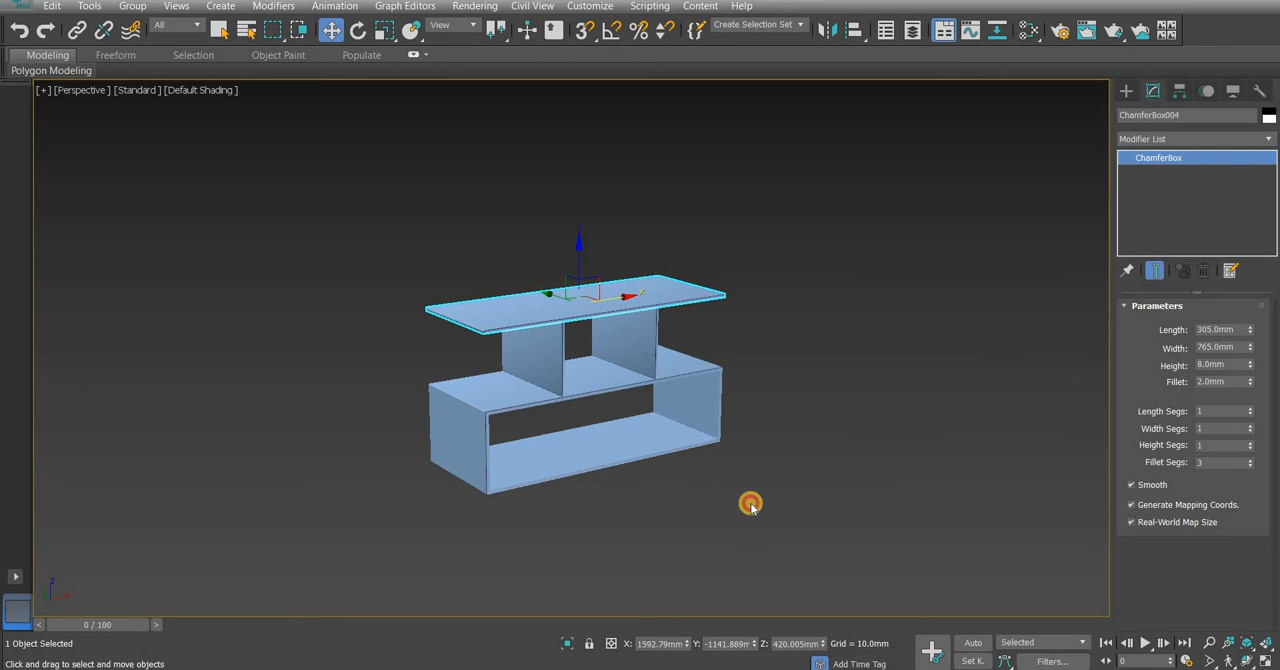 Edit Tools Group Views Create Modifiers Animation Graph Editors Rendering Civil View Customize Scripting Content Help
All View Create Selection Set
Modeling Freeform Selection Object Paint Populate
Polygon Modeling
[ + ] [Perspective ] [Standard ] [Default Shading ]
ChamferBox004
Modifier List
ChamferBox
Parameters
Length: 305.0mm
Width: 765.0mm
Height: 8.0mm
Fillet: 2.0mm
Length Segs: 1
Width Segs: 1
Height Segs: 1
Fillet Segs: 3
Smooth
Generate Mapping Coords.
Real-World Map Size
z
< 0 / 100 >
1 Object Selected X: 1592.79mm Y: -1141.889m Z: 420.005mm Grid = 10.0mm Auto Selected
Click and drag to select and move objects Add Time Tag Set K. Filters... 0